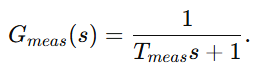 G_{meas}(s) = \frac{1}{T_{meas}s + 1}.